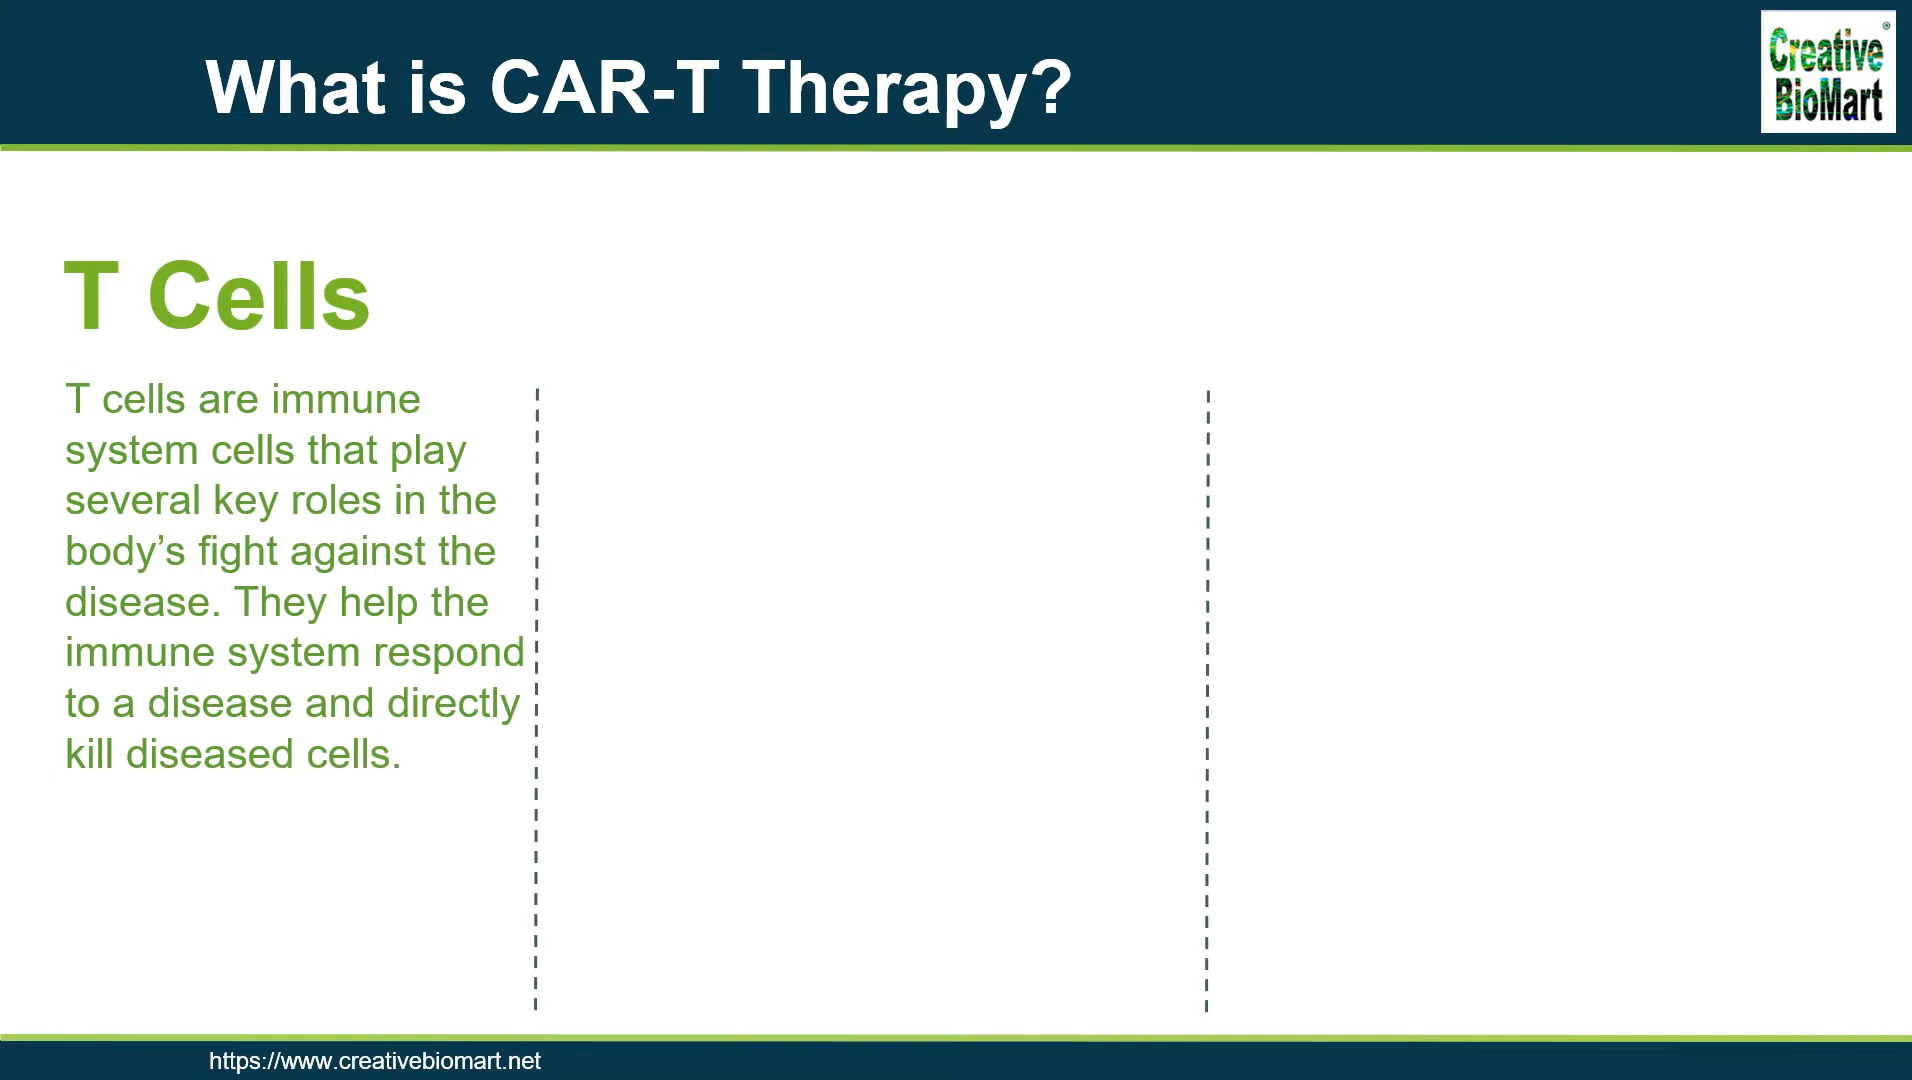 What is CAR-T Therapy?
Creative®
BioMart
T Cells
T cells are immune
system cells that play
several key roles in the
body’s fight against the
disease. They help the
immune system respond
to a disease and directly
kill diseased cells.
https://www.creativebiomart.net